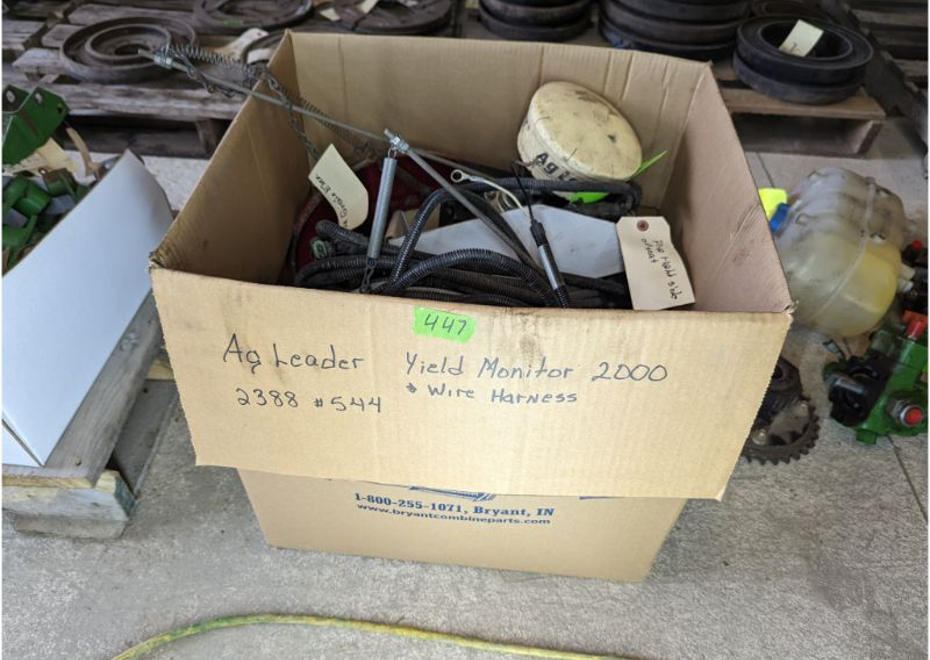 Ag L
447
Ag Leader Yield Monitor 2000
2388 #544 & Wire Harness
1-800-255-1071, Bryant, IN
www.bryantcombineparts.com